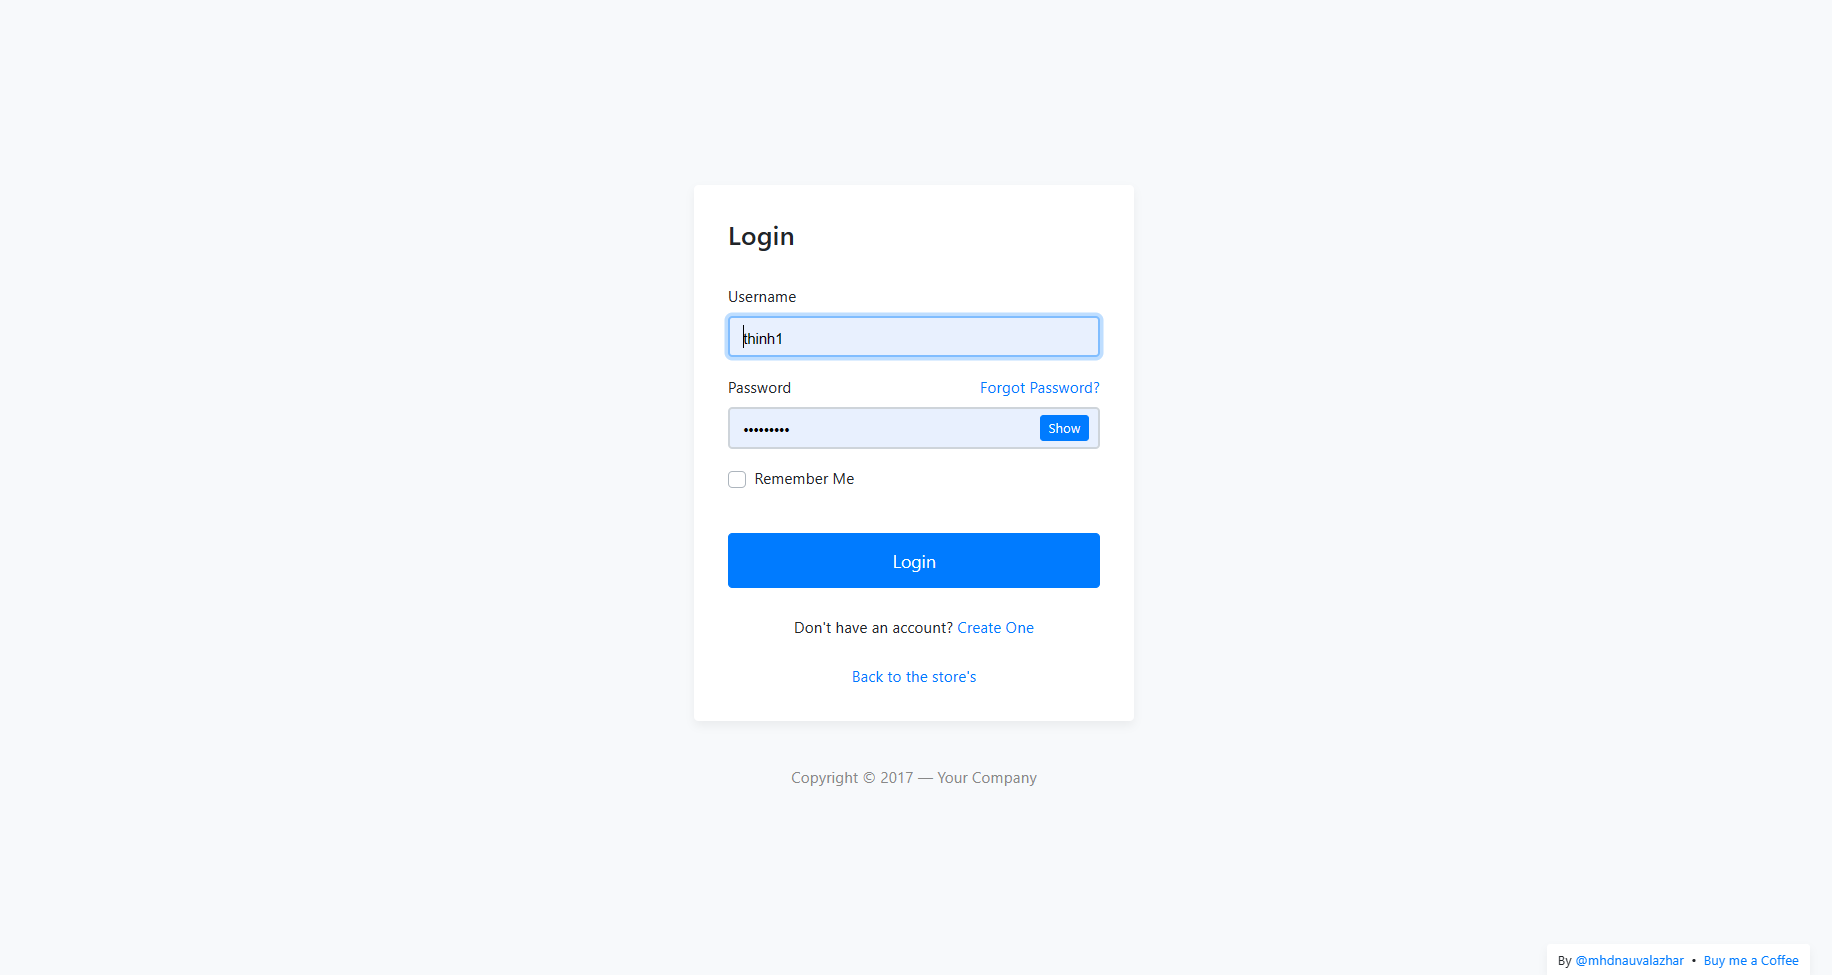 Login
Username
thinh1
Password Forgot Password?
•••••••••  Show
Remember Me
Login
Don't have an account? Create One
Back to the store's
Copyright © 2017 — Your Company
By @mhdnauvalazhar • Buy me a Coffee